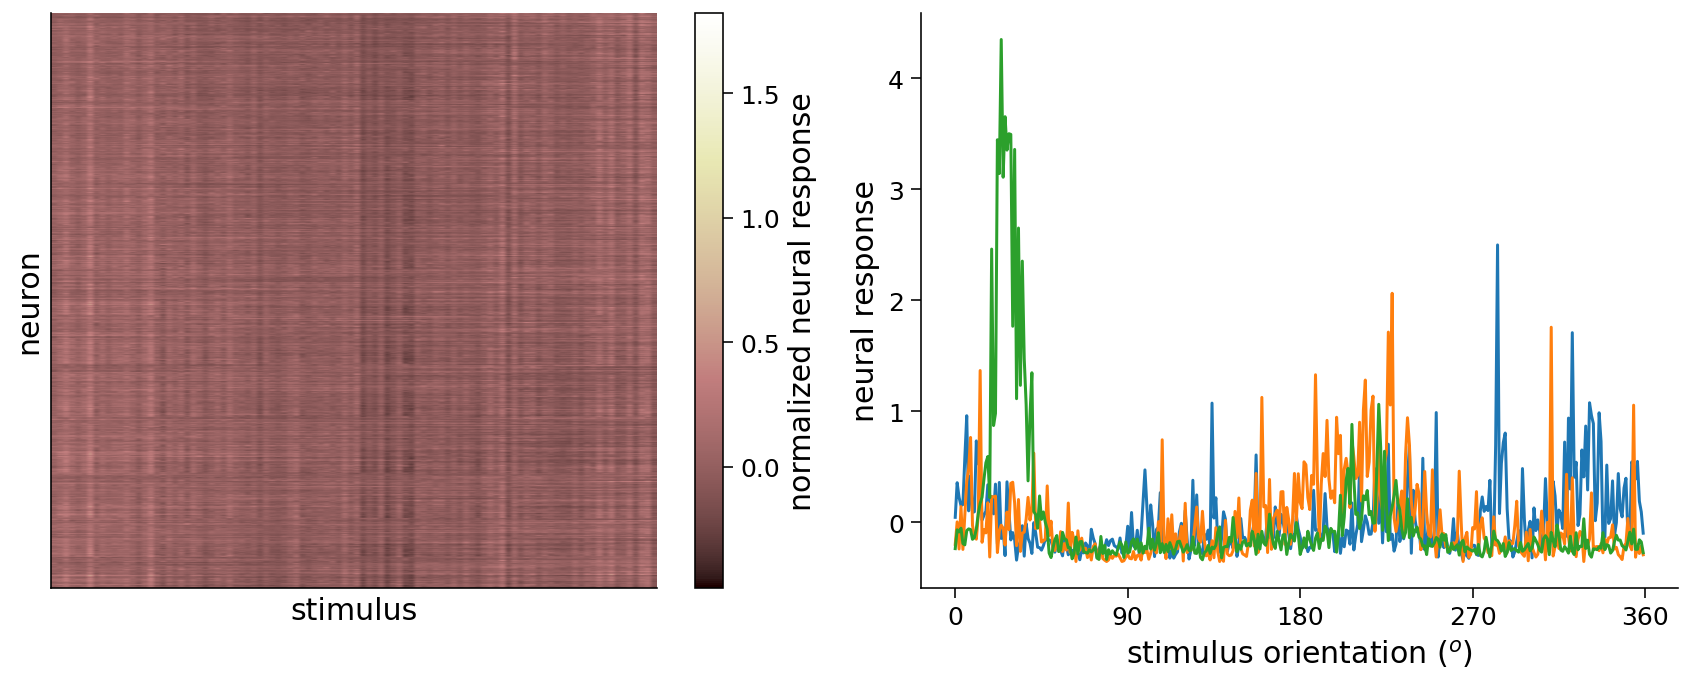 neuron
stimulus
1.5
1.0
0.5
0.0
normalized neural response
neural response
4
3
2
1
0
0 90 180 270 360
stimulus orientation (º)